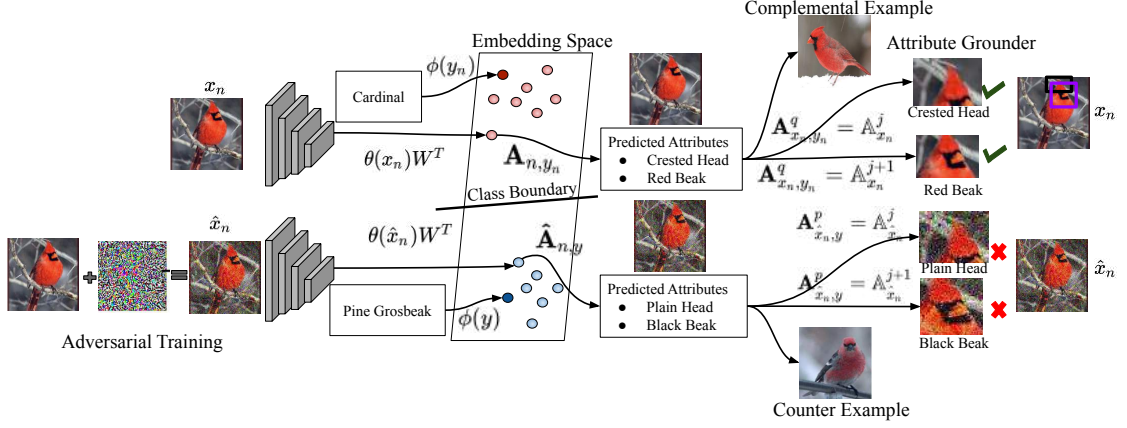 Complemental Example
Embedding Space
Attribute Grounder
x_n
Cardinal
ϕ(y_n)
Crested Head
x_n
θ(x_n)W^T
A_{n,y_n}
Predicted Attributes
● Crested Head
● Red Beak
A^q_{x_n,y_n} = 𝔸^j_{x_n}
A^q_{x_n,y_n} = 𝔸^{j+1}_{x_n}
Red Beak
Class Boundary
x̂_n
θ(x̂_n)W^T
Â_{n,y}
A^p_{x̂_n,y} = 𝔸^j_{x̂_n}
Plain Head
x̂_n
A^p_{x̂_n,y} = 𝔸^{j+1}_{x̂_n}
Predicted Attributes
● Plain Head
● Black Beak
Pine Grosbeak
ϕ(y)
Black Beak
Adversarial Training
Counter Example